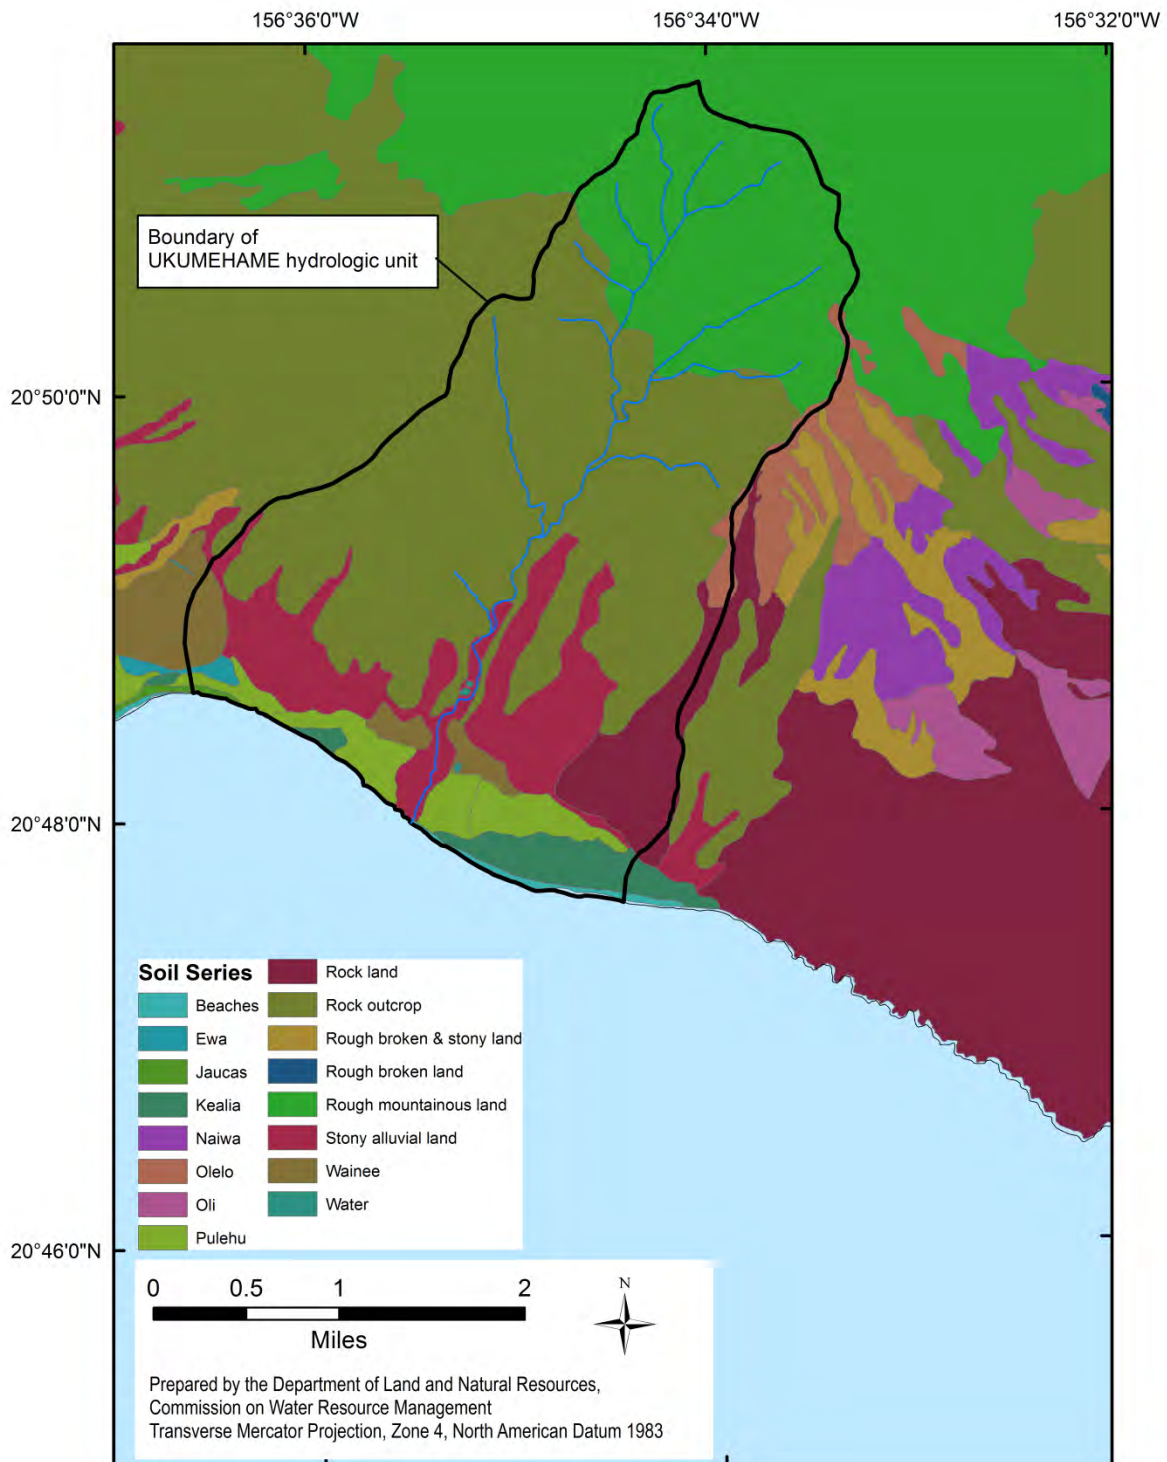 156°36'0"W
156°34'0"W
156°32'0"W
Boundary of
UKUMEHAME hydrologic unit
20°50'0"N
20°48'0"N
20°46'0"N
Soil Series
Beaches
Ewa
Jaucas
Kealia
Naiwa
Olelo
Oli
Pulehu
Rock land
Rock outcrop
Rough broken & stony land
Rough broken land
Rough mountainous land
Stony alluvial land
Wainee
Water
0 0.5 1 2
Miles
N
Prepared by the Department of Land and Natural Resources,
Commission on Water Resource Management
Transverse Mercator Projection, Zone 4, North American Datum 1983